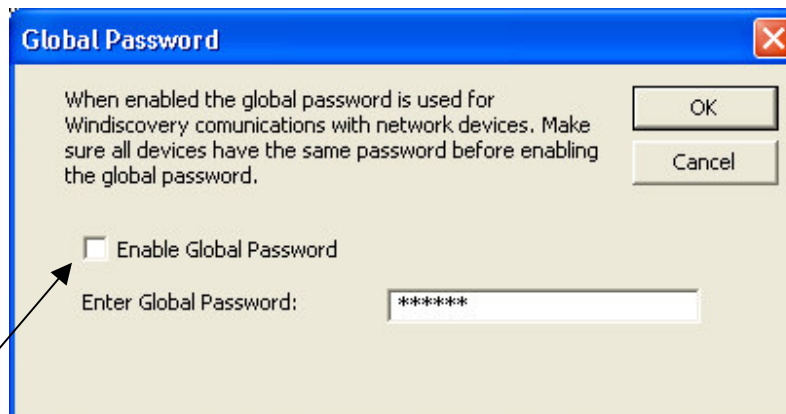 Global Password
When enabled the global password is used for
Windiscovery comunications with network devices. Make
sure all devices have the same password before enabling
the global password.
OK
Cancel
Enable Global Password
Enter Global Password:
******